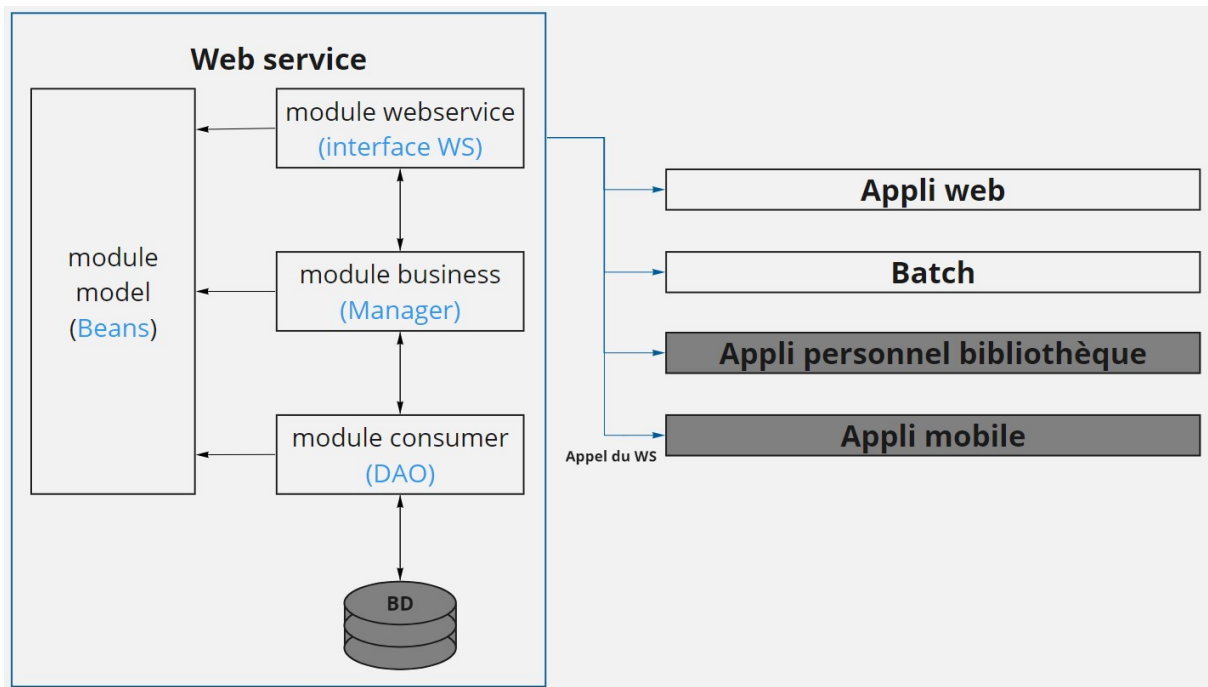 Web service
module webservice
(interface WS)
module
model
(Beans)
module business
(Manager)
module consumer
(DAO)
BD
Appli web
Batch
Appli personnel bibliothèque
Appli mobile
Appel du WS